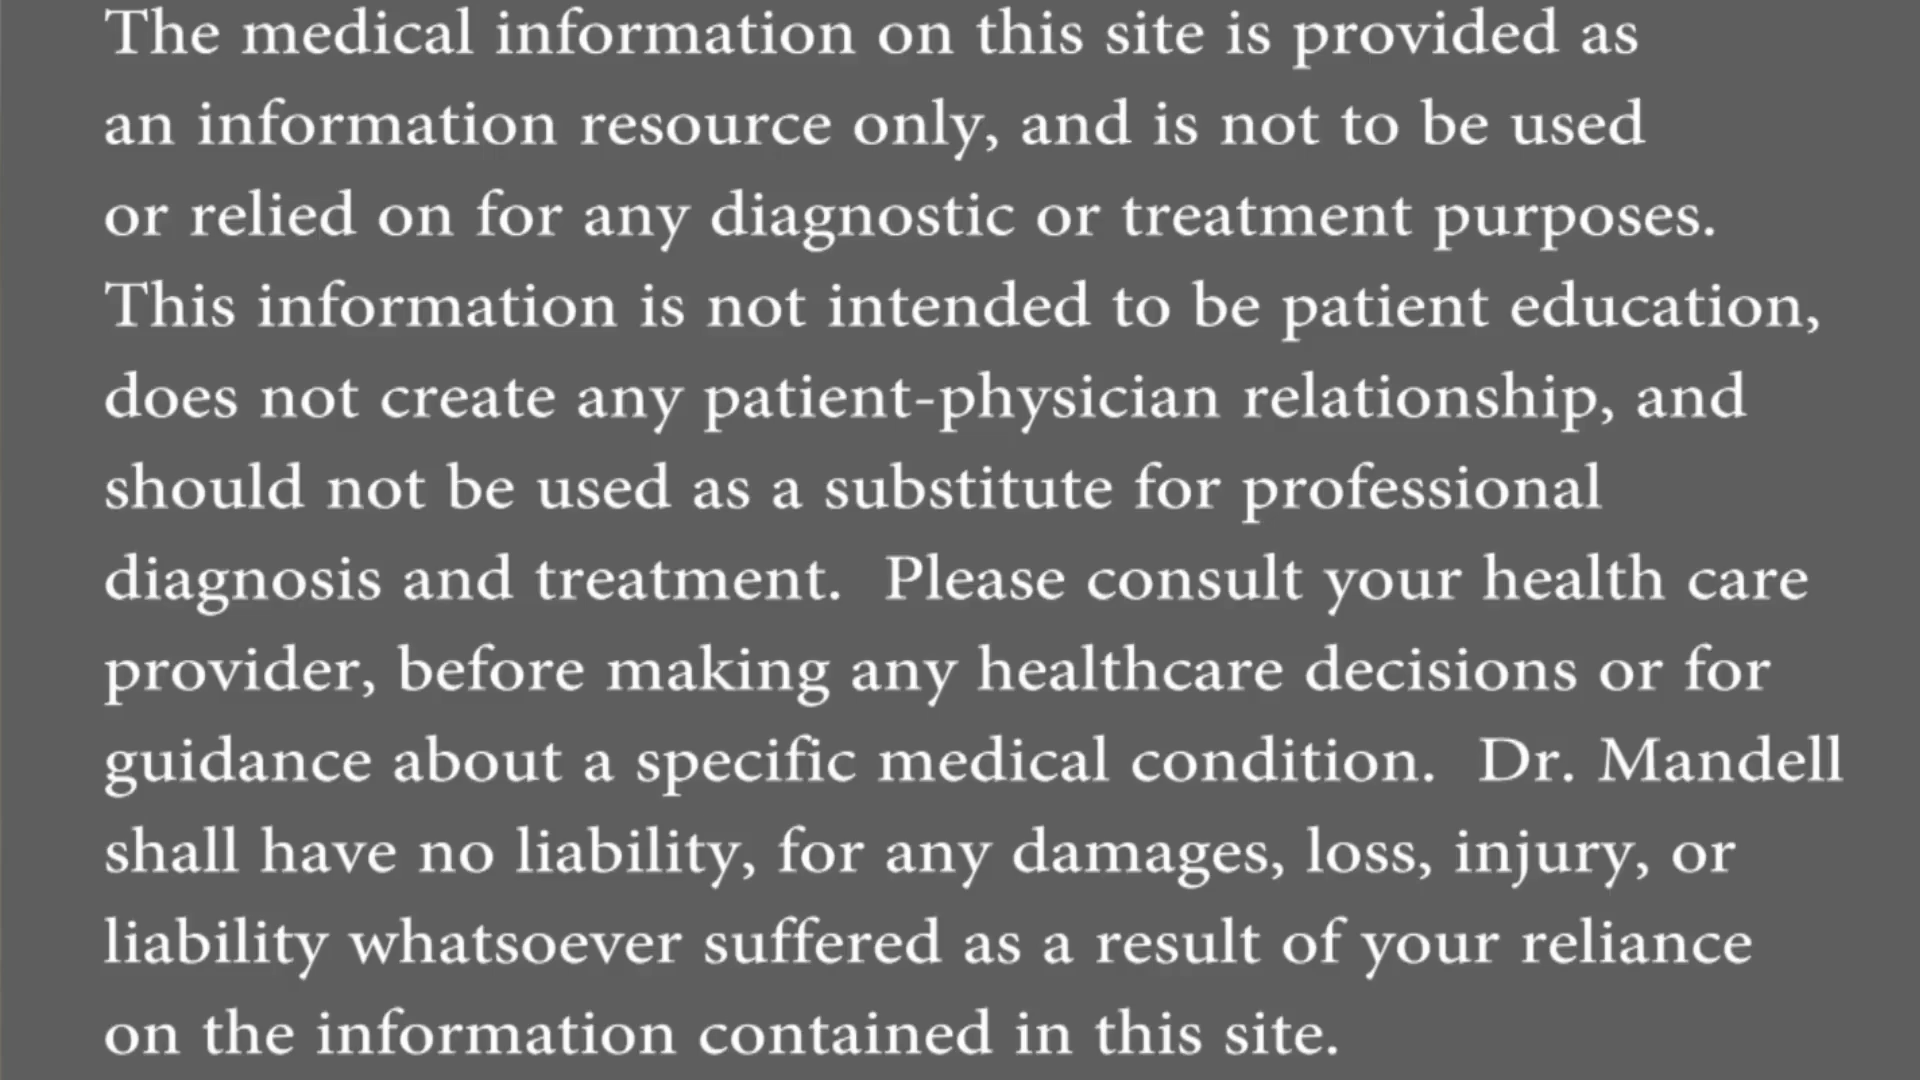 The medical information on this site is provided as
an information resource only, and is not to be used
or relied on for any diagnostic or treatment purposes.
This information is not intended to be patient education,
does not create any patient-physician relationship, and
should not be used as a substitute for professional
diagnosis and treatment.  Please consult your health care
provider, before making any healthcare decisions or for
guidance about a specific medical condition.  Dr. Mandell
shall have no liability, for any damages, loss, injury, or
liability whatsoever suffered as a result of your reliance
on the information contained in this site.